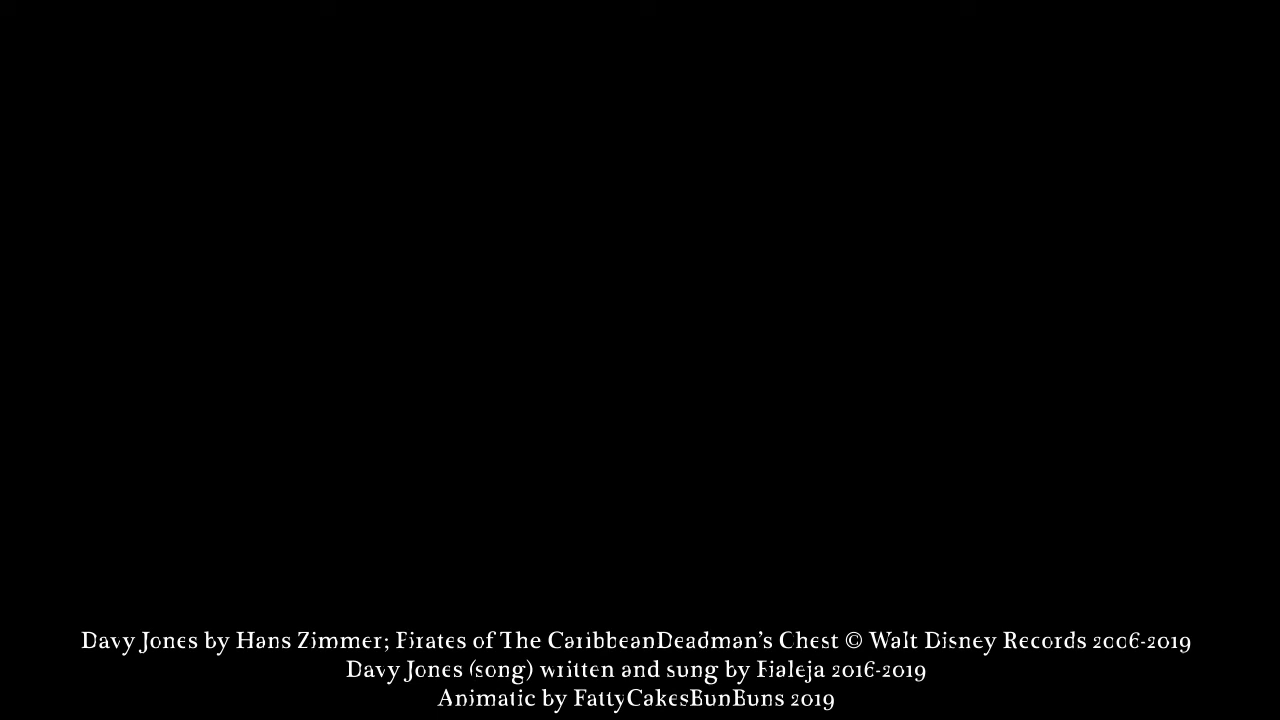 Davy Jones by Hans Zimmer; Pirates of The CaribbeanDeadman's Chest © Walt Disney Records 2006-2019
Davy Jones (song) written and sung by Fialeja 2016-2019
Animatic by FattyCakesBunBuns 2019